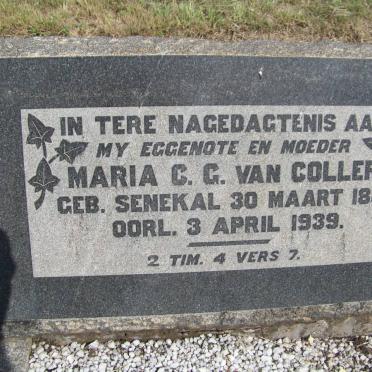 IN TERE NAGEDAGTENIS AA
MY EGGENOTE EN MOEDER
MARIA C. G. VAN COLLER
GEB. SENEKAL 30 MAART 18
OORL. 3 APRIL 1939.
2 TIM. 4 VERS 7.